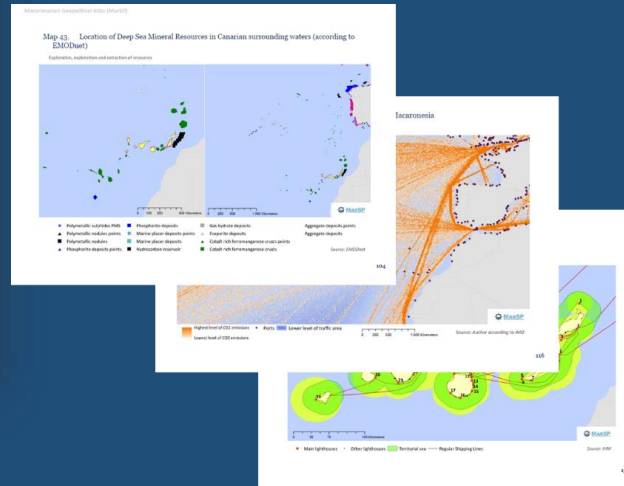 Macaronesian Geopolitical Atlas (MarSP)
Map 43. Location of Deep Sea Mineral Resources in Canarian surrounding waters (according to
EMODnet)
Exploration, exploitation and extraction of resources
MarSP
Polymetallic sulphides PMS
Polymetallic nodules points
Polymetallic nodules
Phosphorite deposits points
Phosphorite deposits
Marine placer deposits points
Marine placer deposits
Hydrocarbon reservoir
Gas hydrate deposits
Evaporite deposits
Cobalt rich ferromanganese crusts points
Cobalt rich ferromanganese crusts
Aggregate deposits points
Aggregate deposits
Source: EMODnet
104
Macaronesia
MarSP
Highest level of CO2 emissions
Lowest level of CO2 emissions
Ports
Lower level of traffic area
Source: Author according to IMO
116
MarSP
Main lighthouses
Other lighthouses
Territorial sea
Regular Shipping Lines